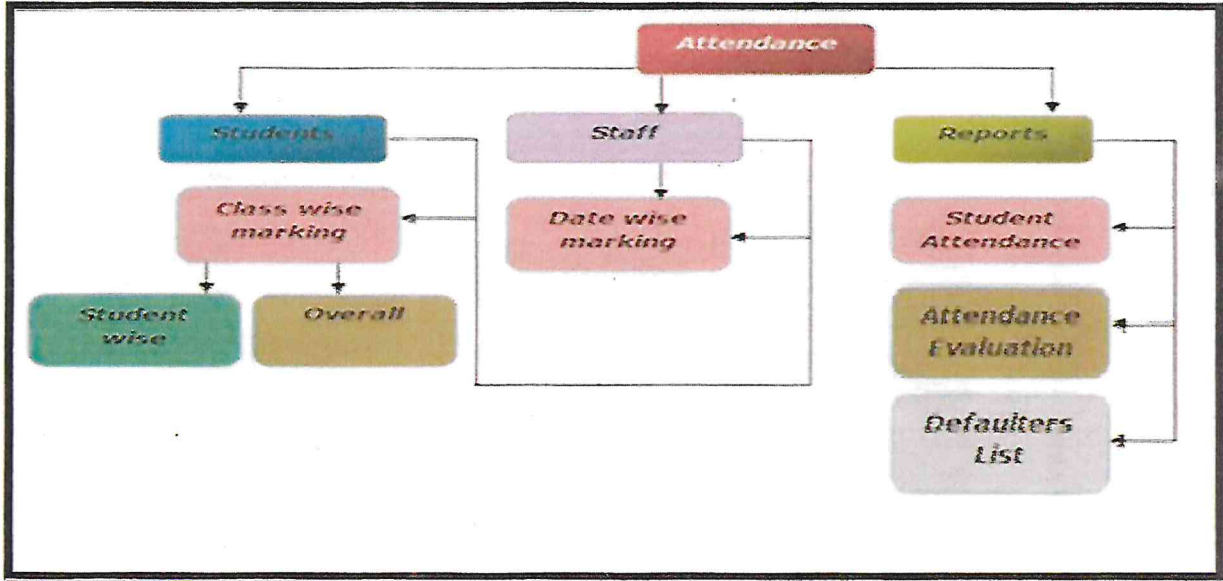 Attendance
Students
Staff
Reports
Class wise
marking
Date wise
marking
Student
Attendance
Student
wise
Overall
Attendance
Evaluation
Defaulters
List